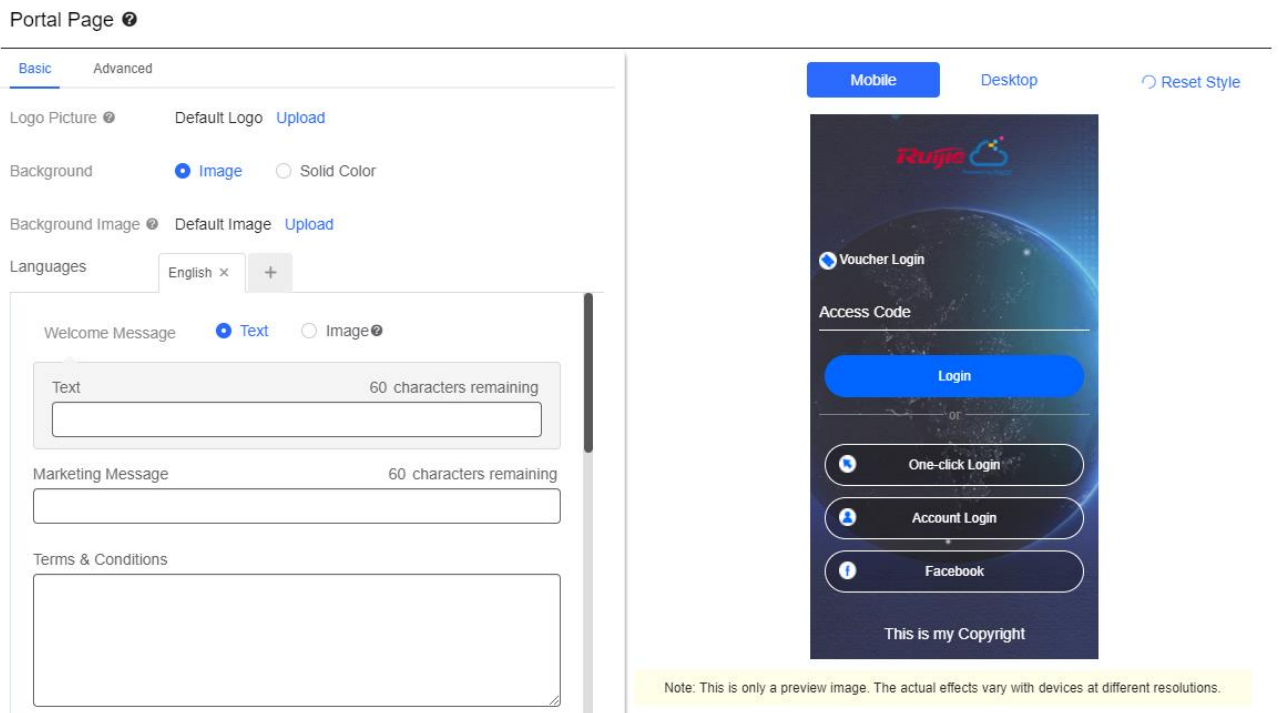 Portal Page
Basic Advanced
Logo Picture Default Logo Upload
Background Image Solid Color
Background Image Default Image Upload
Languages English × +
Welcome Message Text Image
Text 60 characters remaining
Marketing Message 60 characters remaining
Terms & Conditions
Mobile Desktop Reset Style
Ruijie
Voucher Login
Access Code
Login
or
One-click Login
Account Login
Facebook
This is my Copyright
Note: This is only a preview image. The actual effects vary with devices at different resolutions.